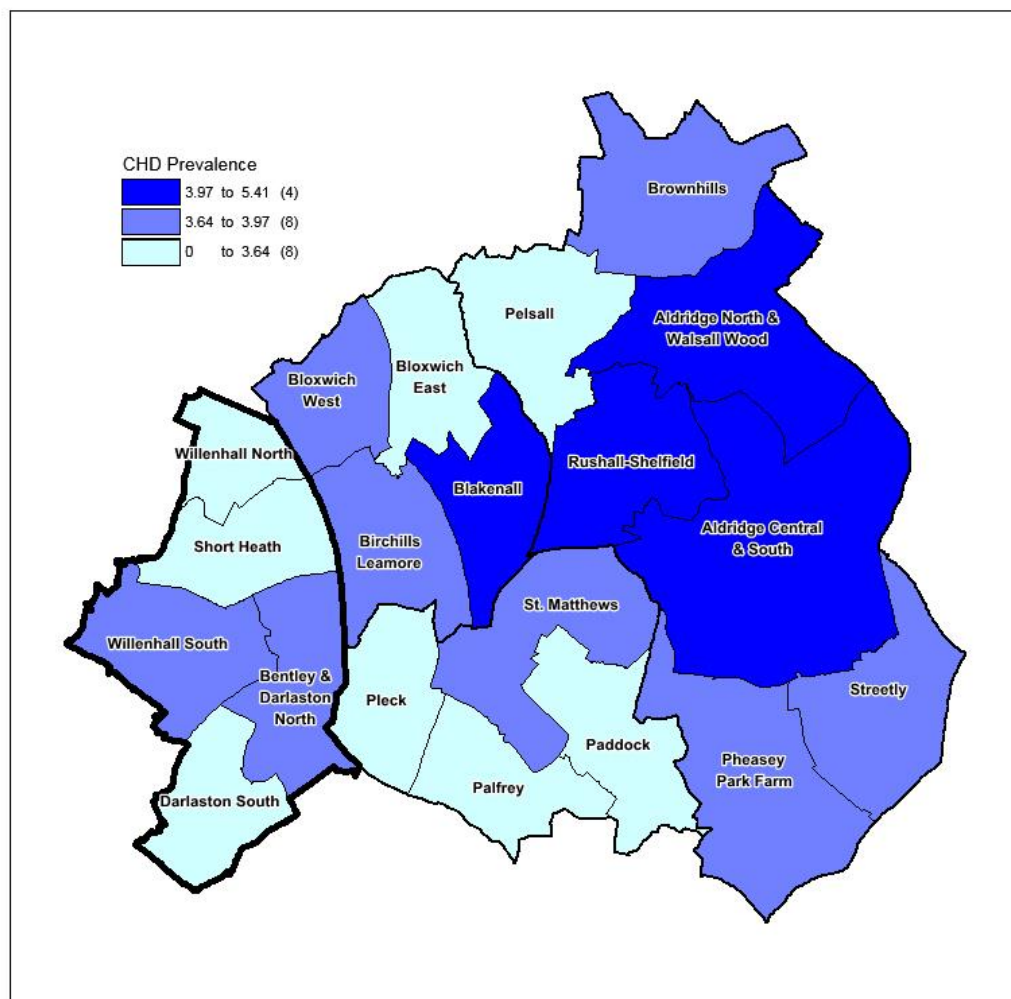 CHD Prevalence
3.97 to 5.41 (4)
3.64 to 3.97 (8)
0 to 3.64 (8)
Brownhills
Pelsall
Aldridge North &
Walsall Wood
Bloxwich
East
Bloxwich
West
Willenhall North
Rushall-Shelfield
Blakenall
Aldridge Central
& South
Short Heath
Birchills
Leamore
St. Matthews
Willenhall South
Bentley &
Darlaston
North
Pleck
Streetly
Paddock
Pheasey
Park Farm
Palfrey
Darlaston South